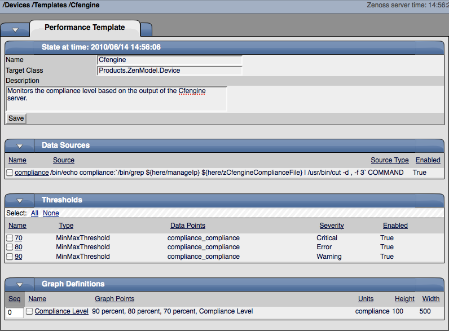 /Devices /Templates /Cfengine
Zenoss server time: 14:56:2
Performance Template
State at time: 2010/06/14 14:56:06
Name Cfengine
Target Class Products.ZenModel.Device
Description
Monitors the compliance level based on the output of the Cfengine
server.
Save
Data Sources
Name Source Source Type Enabled
compliance /bin/echo compliance:`/bin/grep ${here/manageIp} ${here/zCfengineComplianceFile} | /usr/bin/cut -d , -f 3` COMMAND True
Thresholds
Select: All None
Name Type Data Points Severity Enabled
70 MinMaxThreshold compliance_compliance Critical True
80 MinMaxThreshold compliance_compliance Error True
90 MinMaxThreshold compliance_compliance Warning True
Graph Definitions
Seq Name Graph Points Units Height Width
0 Compliance Level 90 percent, 80 percent, 70 percent, Compliance Level compliance 100 500